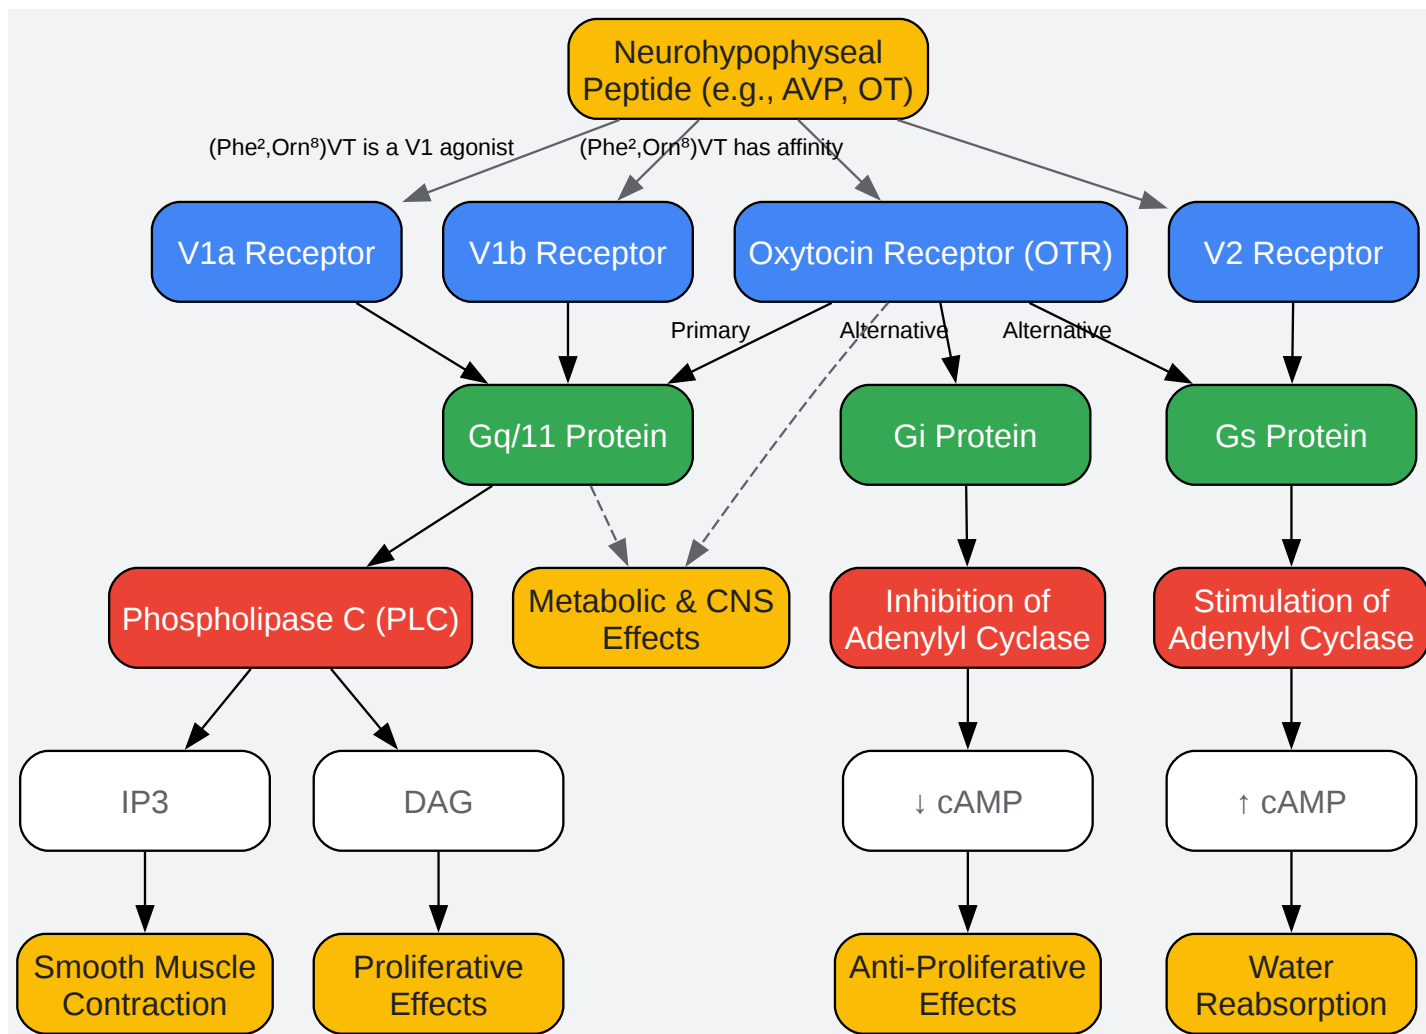 Neurohypophyseal
Peptide (e.g., AVP, OT)
(Phe²,Orn⁸)VT is a V1 agonist
(Phe²,Orn⁸)VT has affinity
V1a Receptor
V1b Receptor
Oxytocin Receptor (OTR)
V2 Receptor
Primary
Alternative
Alternative
Gq/11 Protein
Gi Protein
Gs Protein
Phospholipase C (PLC)
Metabolic & CNS
Effects
Inhibition of
Adenylyl Cyclase
Stimulation of
Adenylyl Cyclase
IP3
DAG
↓ cAMP
↑ cAMP
Smooth Muscle
Contraction
Proliferative
Effects
Anti-Proliferative
Effects
Water
Reabsorption